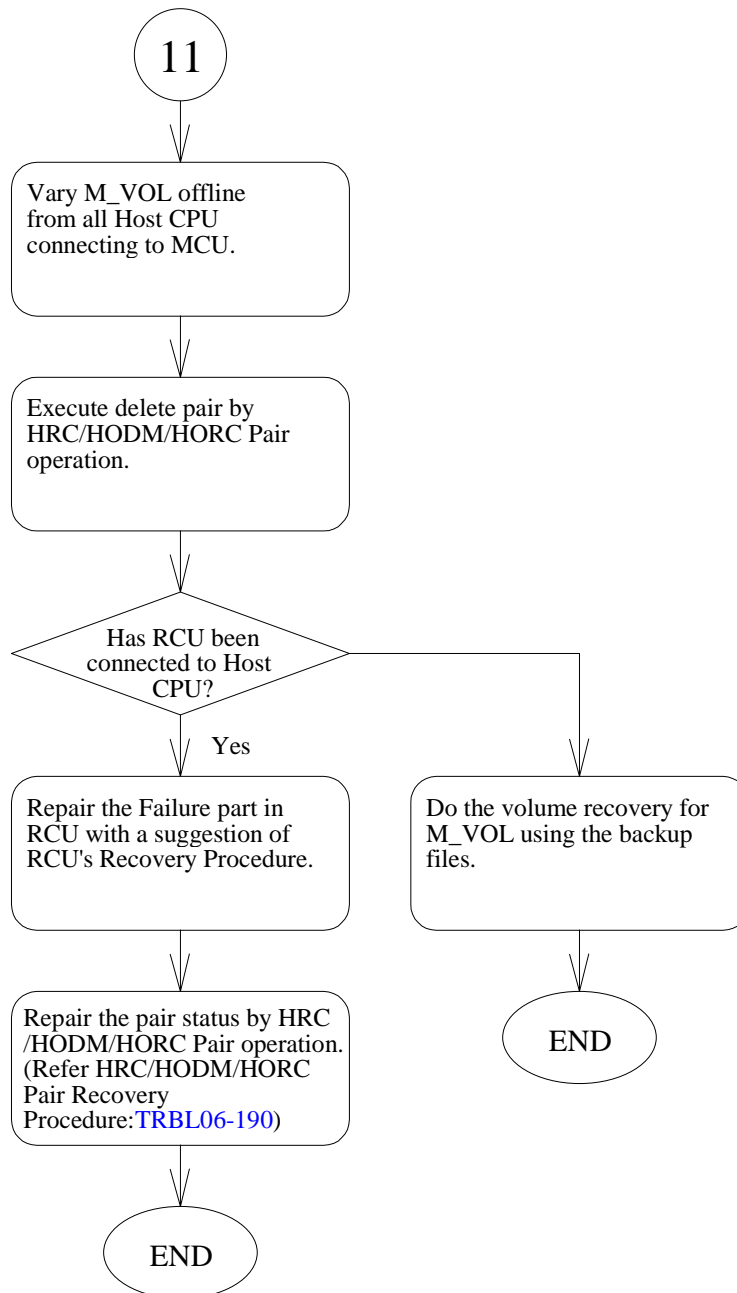 11
Vary M_VOL offline
from all Host CPU
connecting to MCU.
Execute delete pair by
HRC/HODM/HORC Pair
operation.
Has RCU been
connected to Host
CPU?
Yes
Repair the Failure part in
RCU with a suggestion of
RCU's Recovery Procedure.
Do the volume recovery for
M_VOL using the backup
files.
Repair the pair status by HRC
/HODM/HORC Pair operation.
(Refer HRC/HODM/HORC
Pair Recovery
Procedure:TRBL06-190)
END
END